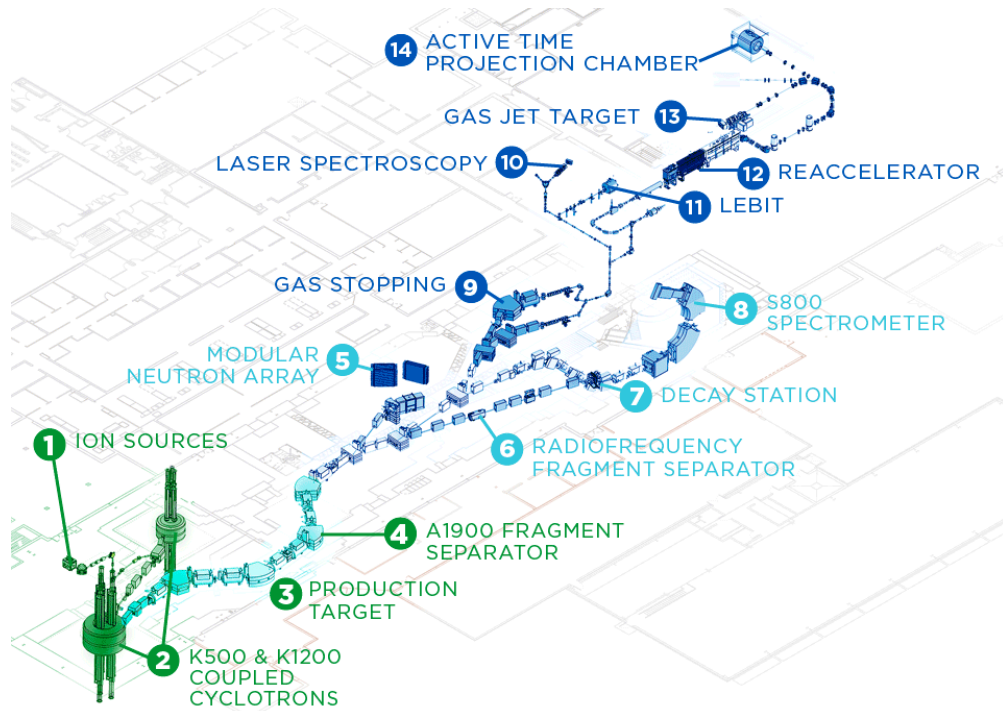 14 ACTIVE TIME
PROJECTION CHAMBER
GAS JET TARGET 13
LASER SPECTROSCOPY 10
12 REACCELERATOR
11 LEBIT
GAS STOPPING 9
8 S800
SPECTROMETER
MODULAR
NEUTRON ARRAY 5
7 DECAY STATION
1 ION SOURCES
6 RADIOFREQUENCY
FRAGMENT SEPARATOR
4 A1900 FRAGMENT
SEPARATOR
3 PRODUCTION
TARGET
2 K500 & K1200
COUPLED
CYCLOTRONS